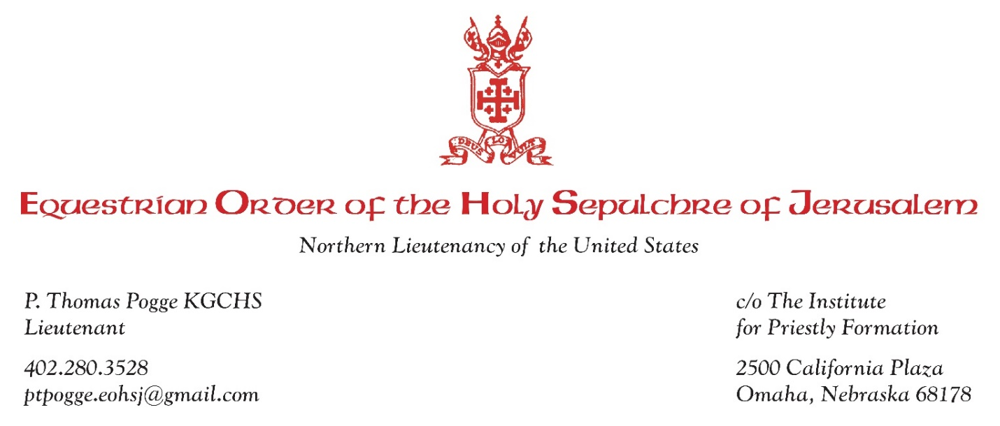 DEUS LO VULT
Equestrian Order of the Holy Sepulchre of Jerusalem
Northern Lieutenancy of the United States
P. Thomas Pogge KGCHS
Lieutenant
402.280.3528
ptpogge.eohsj@gmail.com
c/o The Institute
for Priestly Formation
2500 California Plaza
Omaha, Nebraska 68178